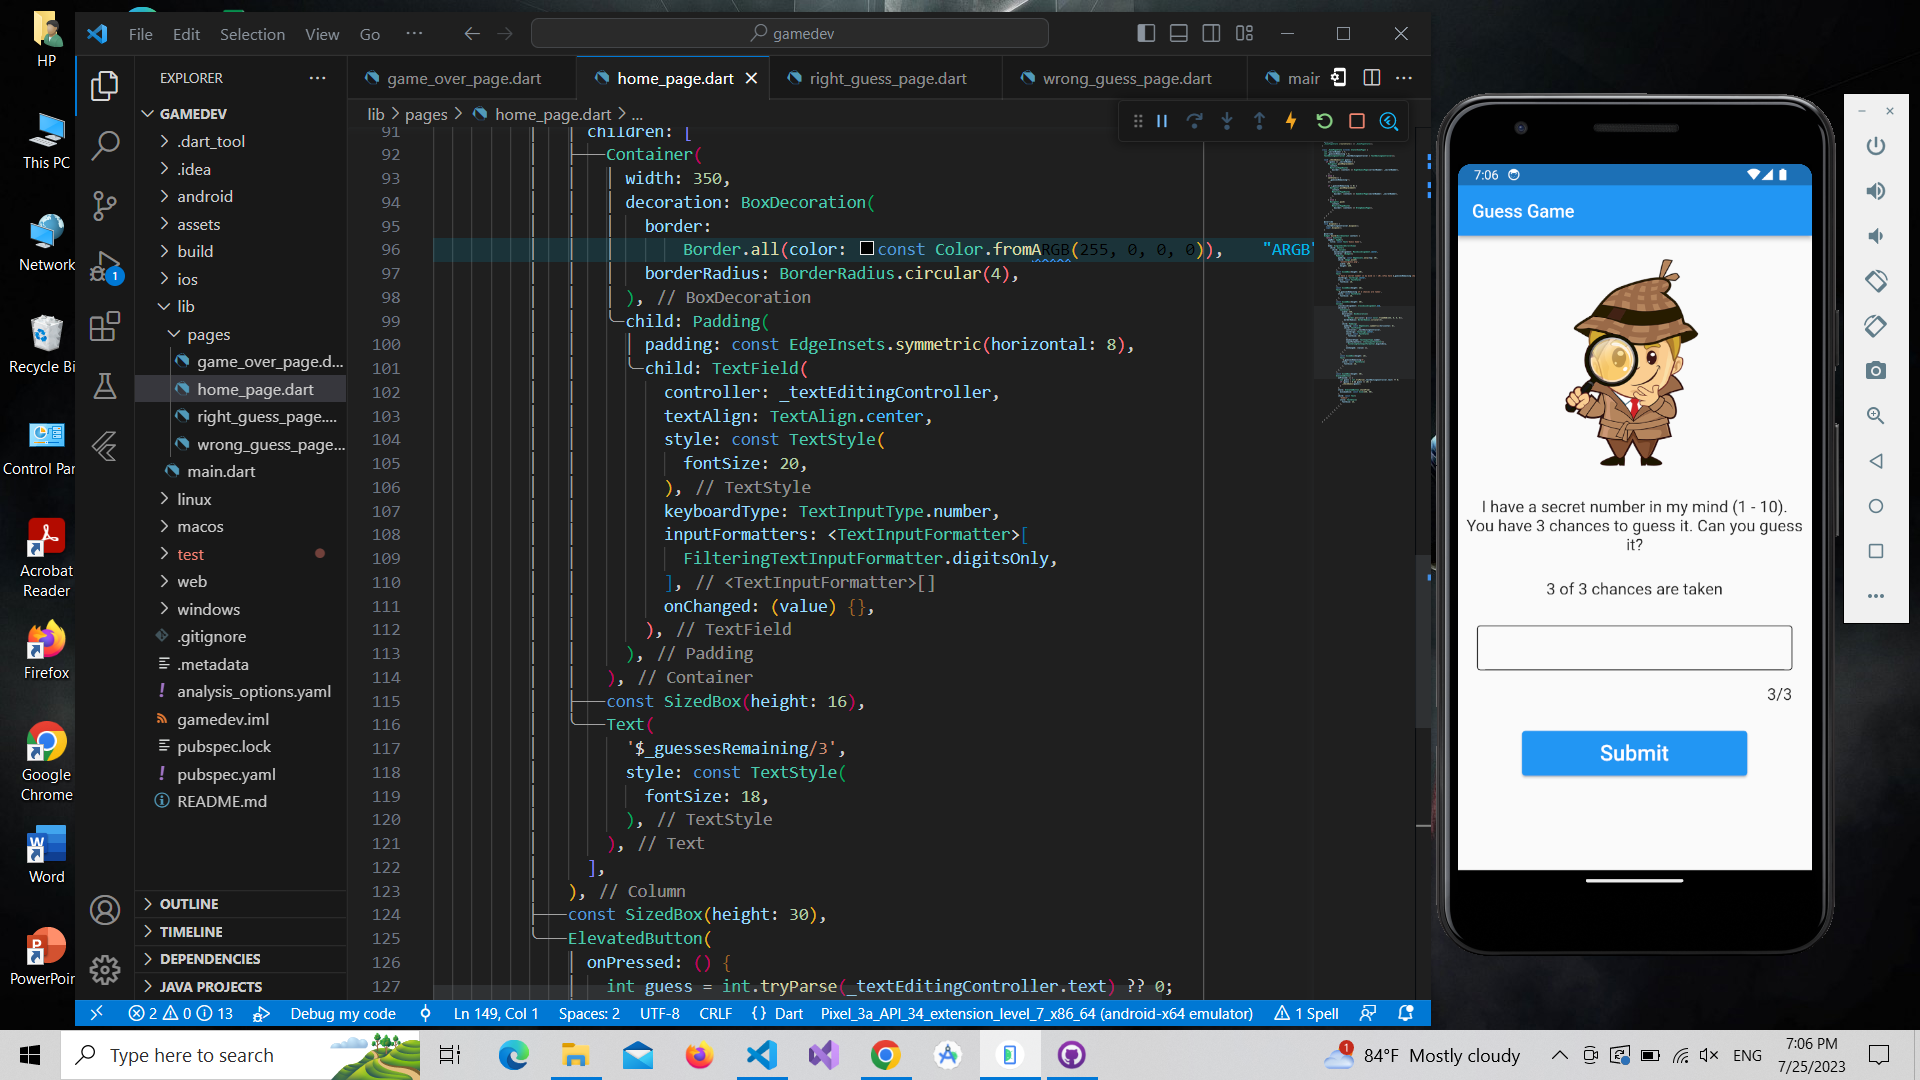 HP
This PC
Network
Recycle Bi
Control Par
Acrobat
Reader
Firefox
Google
Chrome
Word
PowerPoir
File Edit Selection View Go ...
gamedev
EXPLORER
GAMEDEV
.dart_tool
.idea
android
assets
build
ios
lib
pages
game_over_page.d...
home_page.dart
right_guess_page....
wrong_guess_page...
main.dart
linux
macos
test
web
windows
.gitignore
.metadata
analysis_options.yaml
gamedev.iml
pubspec.lock
pubspec.yaml
README.md
OUTLINE
TIMELINE
DEPENDENCIES
JAVA PROJECTS
1
game_over_page.dart
home_page.dart
right_guess_page.dart
wrong_guess_page.dart
main
lib > pages > home_page.dart > ...
91 children: [
92 Container(
93 width: 350,
94 decoration: BoxDecoration(
95 border:
96 Border.all(color: const Color.fromARGB(255, 0, 0, 0)), "ARGB"
97 borderRadius: BorderRadius.circular(4),
98 ), // BoxDecoration
99 child: Padding(
100 padding: const EdgeInsets.symmetric(horizontal: 8),
101 child: TextField(
102 controller: _textEditingController,
103 textAlign: TextAlign.center,
104 style: const TextStyle(
105 fontSize: 20,
106 ), // TextStyle
107 keyboardType: TextInputType.number,
108 inputFormatters: <TextInputFormatter>[
109 FilteringTextInputFormatter.digitsOnly,
110 ], // <TextInputFormatter>[]
111 onChanged: (value) {},
112 ), // TextField
113 ), // Padding
114 ), // Container
115 const SizedBox(height: 16),
116 Text(
117 '$_guessesRemaining/3',
118 style: const TextStyle(
119 fontSize: 18,
120 ), // TextStyle
121 ), // Text
122 ],
123 ), // Column
124 const SizedBox(height: 30),
125 ElevatedButton(
126 onPressed: () {
127 int guess = int.tryParse(_textEditingController.text) ?? 0;
2 0 13 Debug my code Ln 149, Col 1 Spaces: 2 UTF-8 CRLF {} Dart Pixel_3a_API_34_extension_level_7_x86_64 (android-x64 emulator) 1 Spell
7:06
Guess Game
I have a secret number in my mind (1 - 10).
You have 3 chances to guess it. Can you guess
it?
3 of 3 chances are taken
3/3
Submit
Type here to search
1
84°F Mostly cloudy
ENG
7:06 PM
7/25/2023